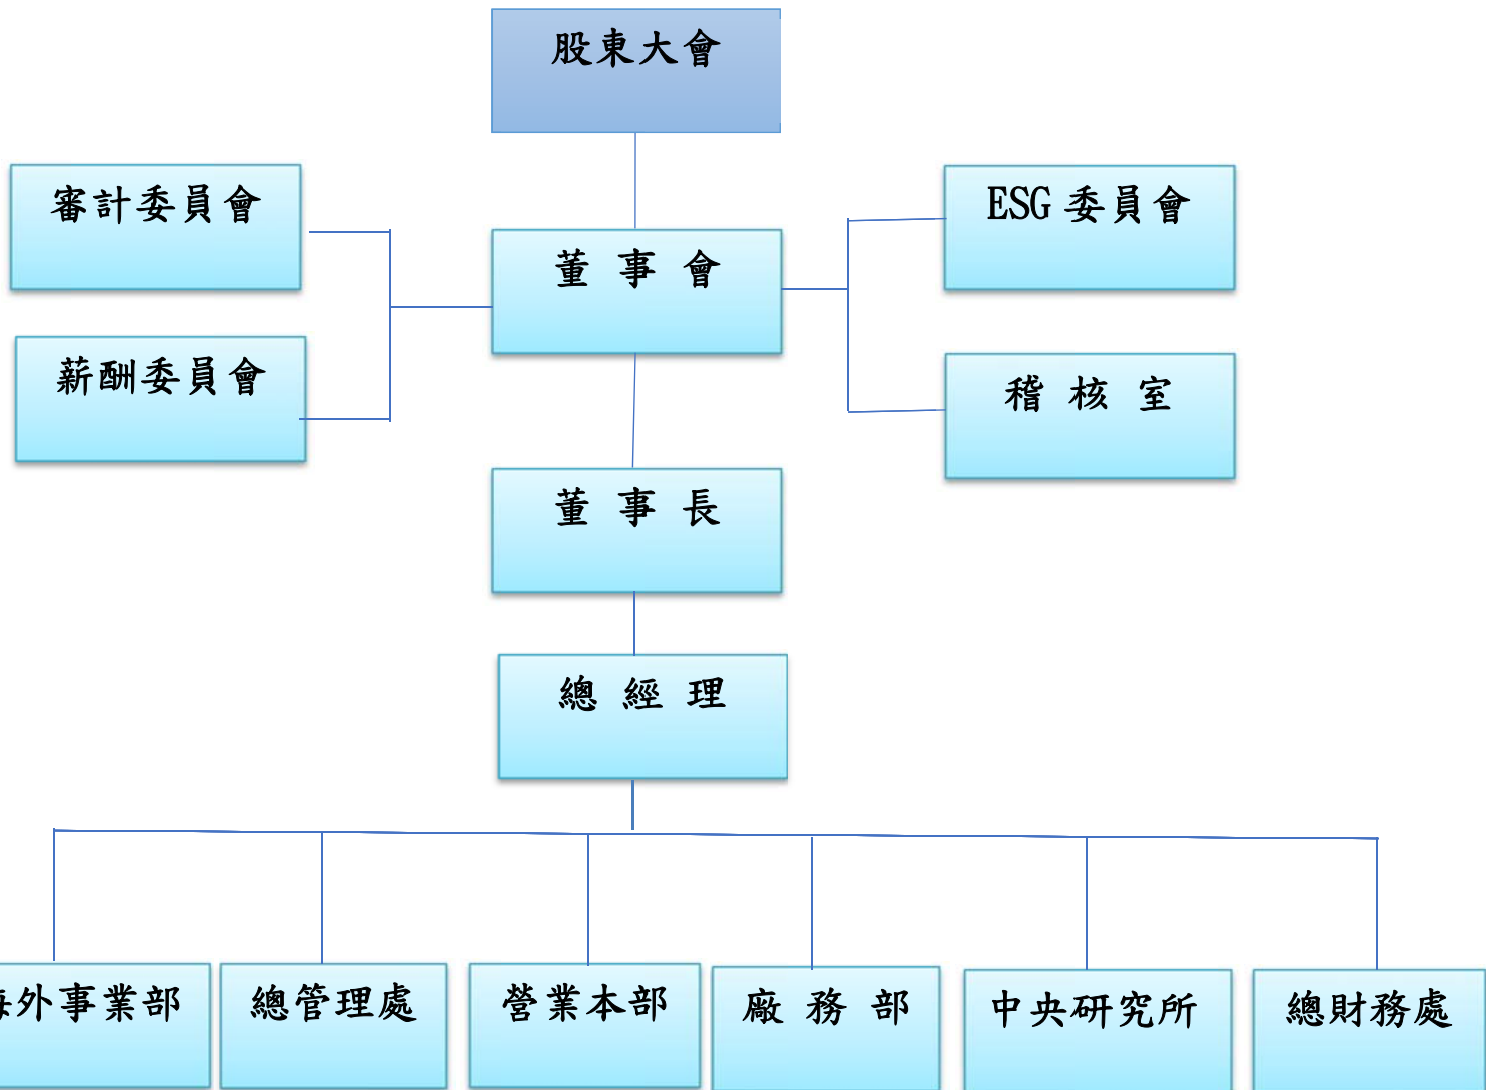 股東大會
審計委員會
ESG 委員會
董 事 會
薪酬委員會
稽 核 室
董 事 長
總 經 理
海外事業部
總管理處
營業本部
廠 務 部
中央研究所
總財務處